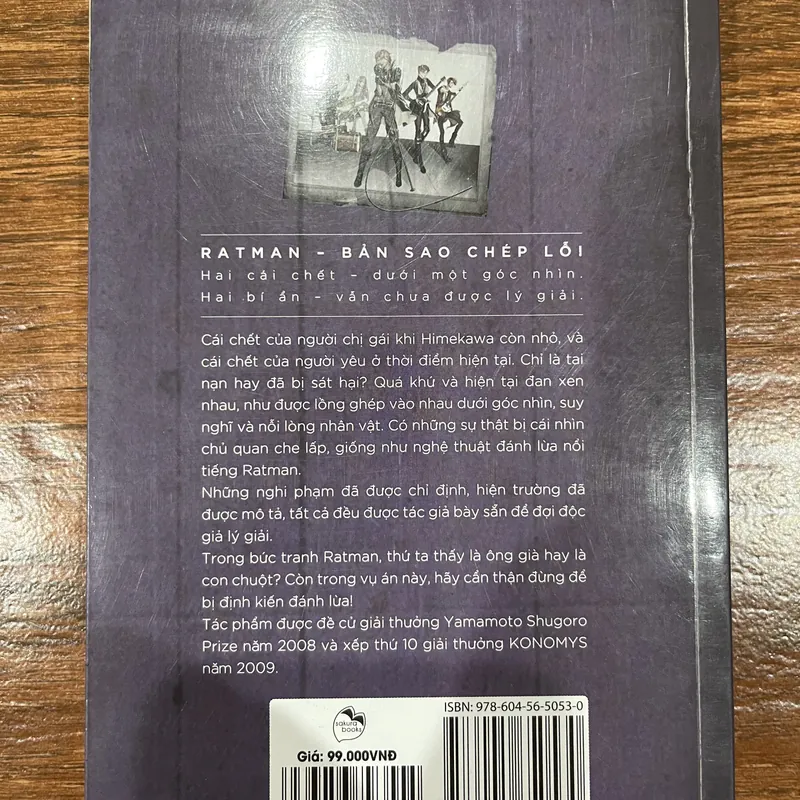 RATMAN – BẢN SAO CHÉP LỖI
Hai cái chết – dưới một góc nhìn.
Hai bí ẩn – vẫn chưa được lý giải.
Cái chết của người chị gái khi Himekawa còn nhỏ, và
cái chết của người yêu ở thời điểm hiện tại. Chỉ là tai
nạn hay đã bị sát hại? Quá khứ và hiện tại đan xen
nhau, như được lồng ghép vào nhau dưới góc nhìn, suy
nghĩ và nỗi lòng nhân vật. Có những sự thật bị cái nhìn
chủ quan che lấp, giống như nghệ thuật đánh lừa nổi
tiếng Ratman.
Những nghi phạm đã được chỉ định, hiện trường đã
được mô tả, tất cả đều được tác giả bày sẵn để đợi độc
giả lý giải.
Trong bức tranh Ratman, thứ ta thấy là ông già hay là
con chuột? Còn trong vụ án này, hãy cẩn thận đừng để
bị định kiến đánh lừa!
Tác phẩm được đề cử giải thưởng Yamamoto Shugoro
Prize năm 2008 và xếp thứ 10 giải thưởng KONOMYS
năm 2009.
sakura
books
Giá: 99.000VNĐ
ISBN: 978-604-56-5053-0